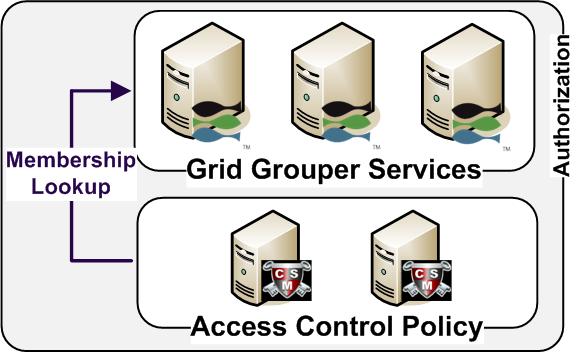 TM
TM
TM
Grid Grouper Services
Authorization
Membership
Lookup
C S
M
C S
M
Access Control Policy